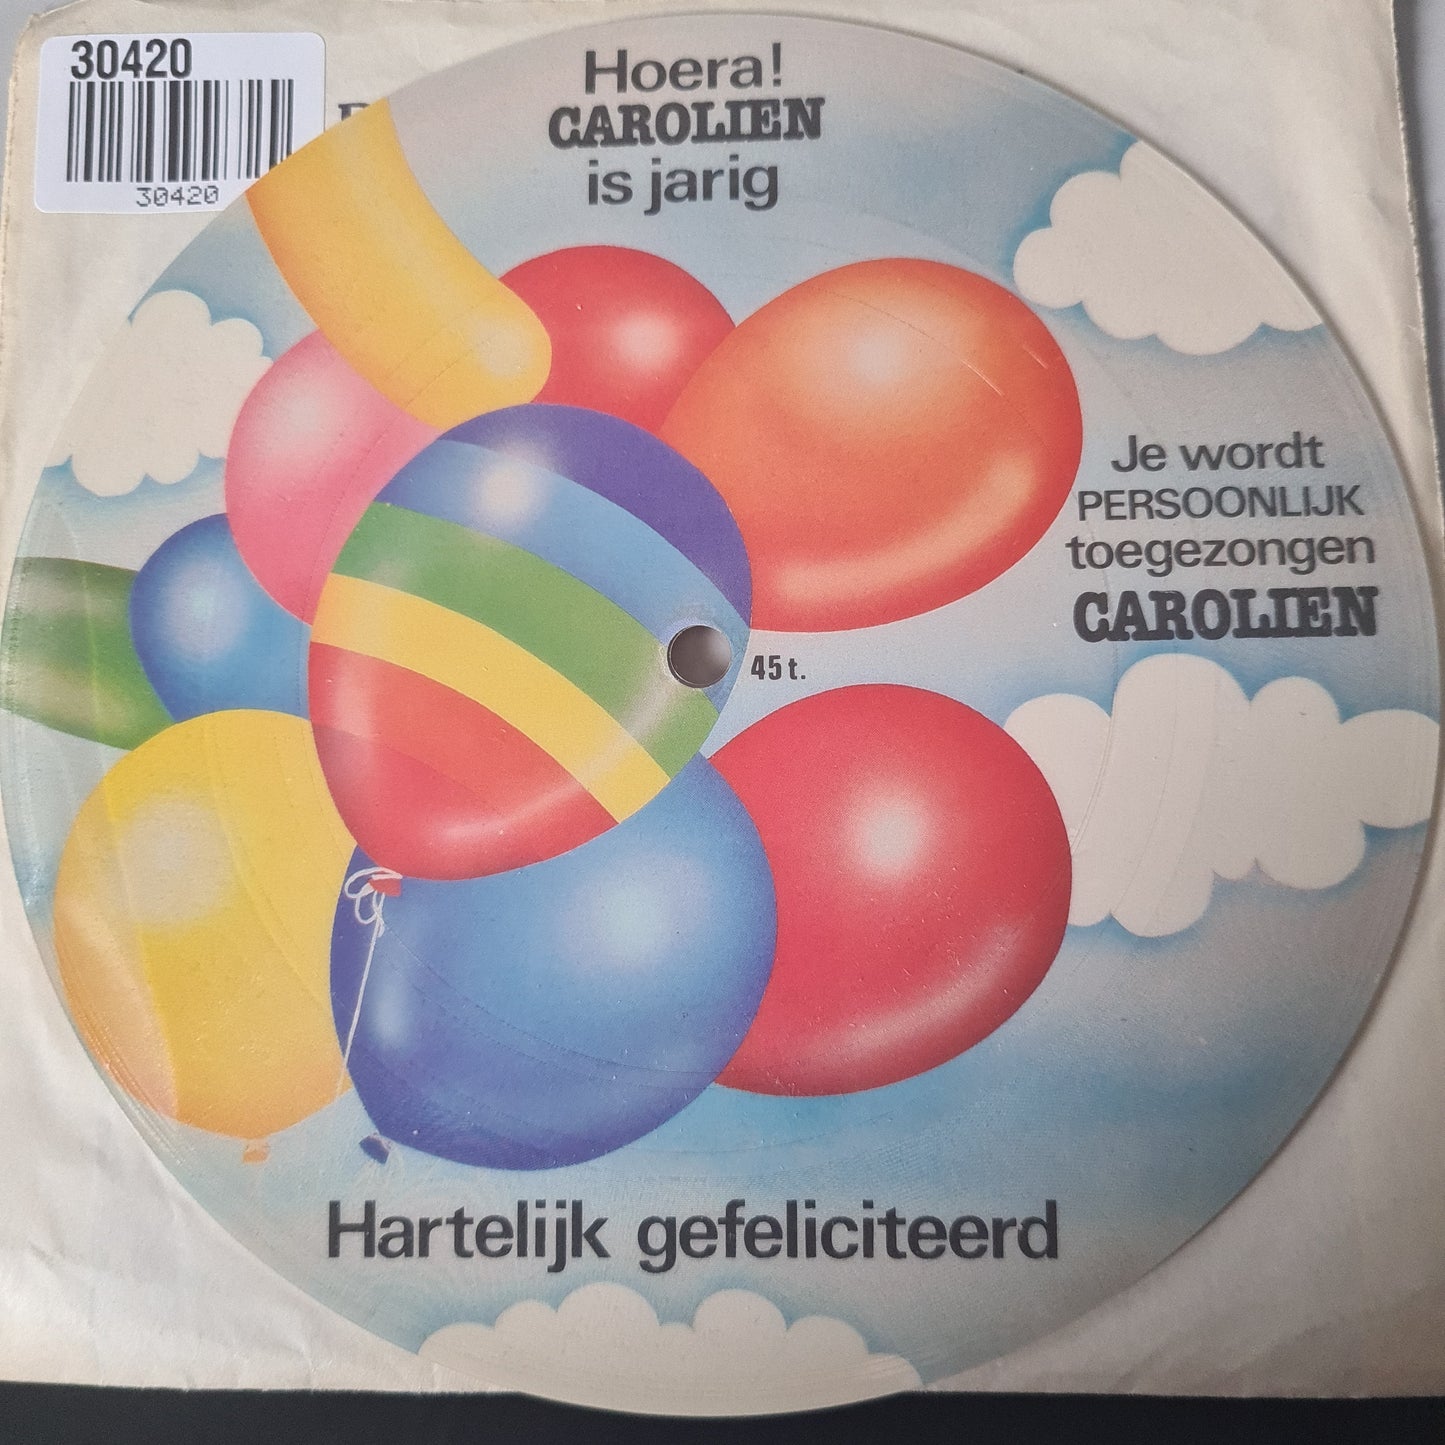 30420
30420
Hoera!
CAROLIEN
is jarig
Je wordt
PERSOONLIJK
toegezongen
CAROLIEN
45 t.
Hartelijk gefeliciteerd